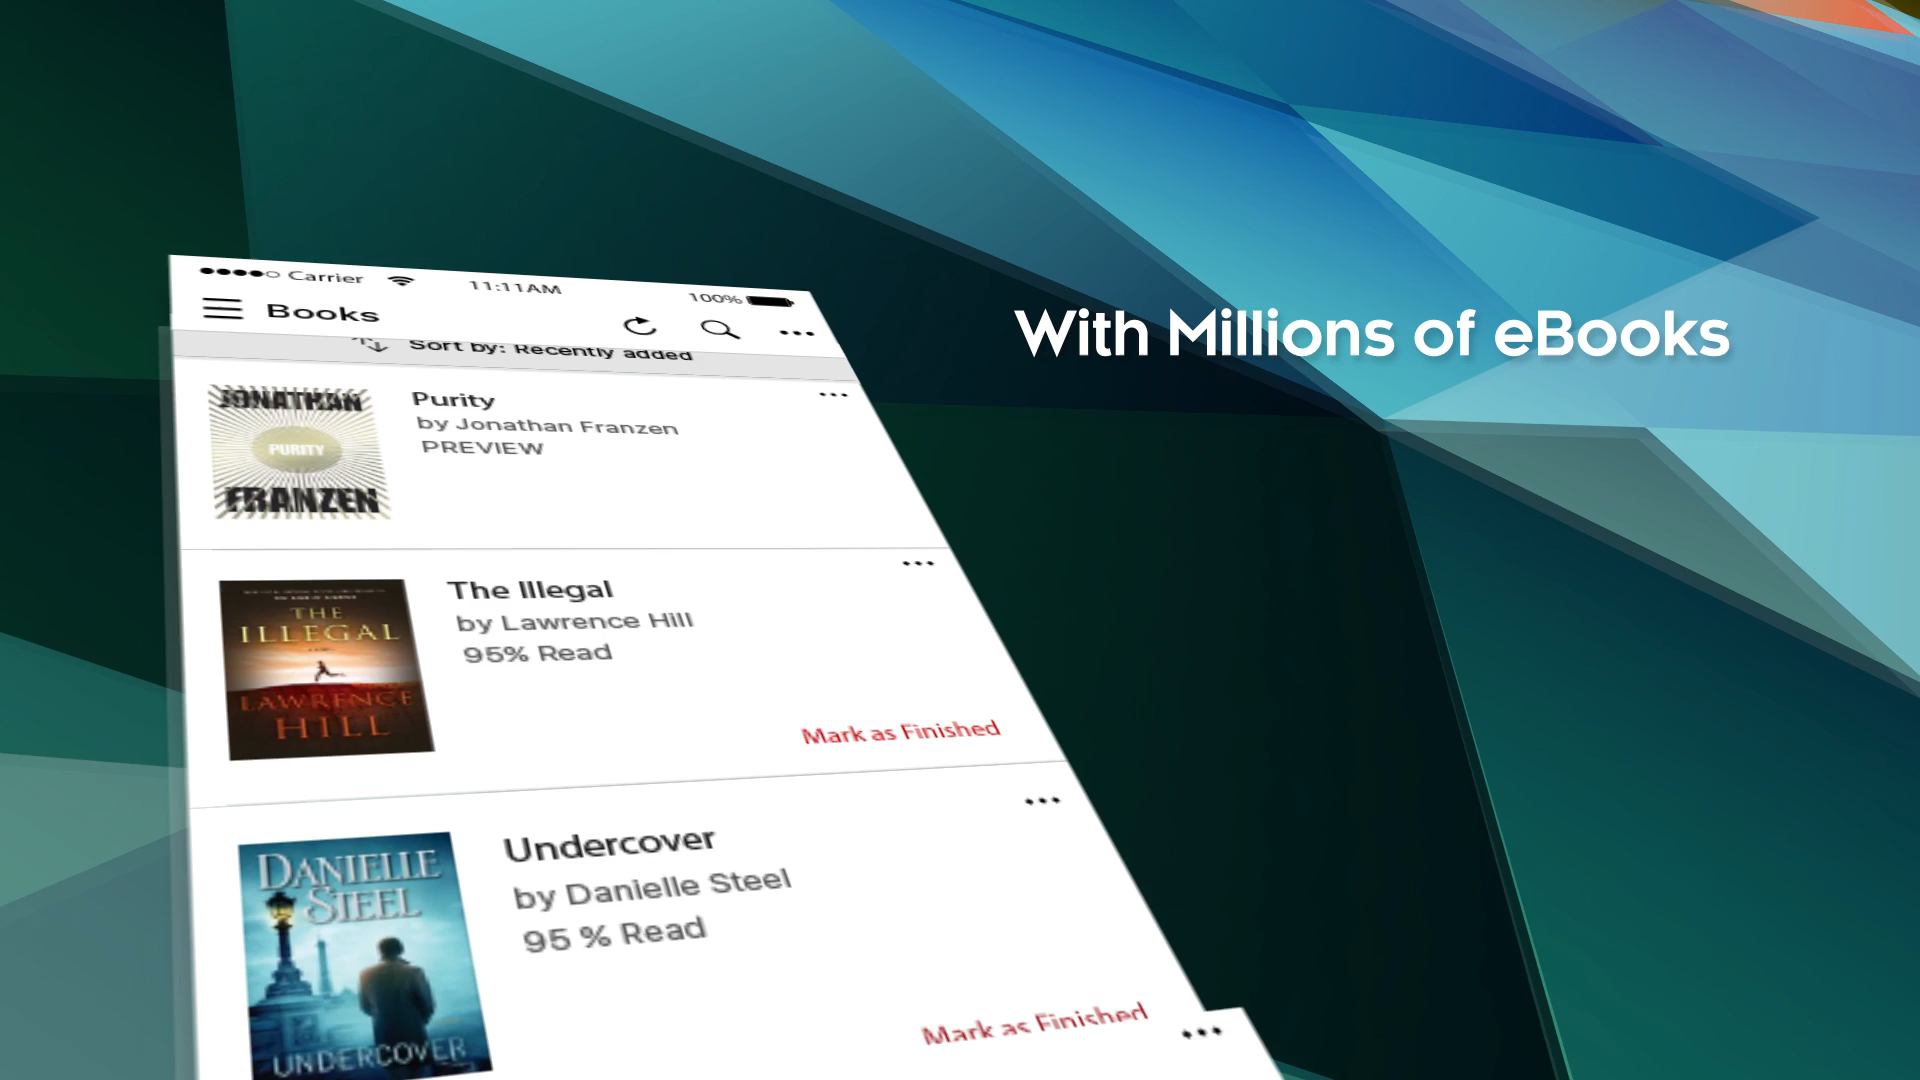 Carrier 11:11AM 100%
Books
Sort by: Recently added
With Millions of eBooks
JONATHAN
PURITY
FRANZEN
Purity
by Jonathan Franzen
PREVIEW
THE
ILLEGAL
LAWRENCE
HILL
The Illegal
by Lawrence Hill
95% Read
Mark as Finished
DANIELLE
STEEL
UNDERCOVER
Undercover
by Danielle Steel
95 % Read
Mark as Finished